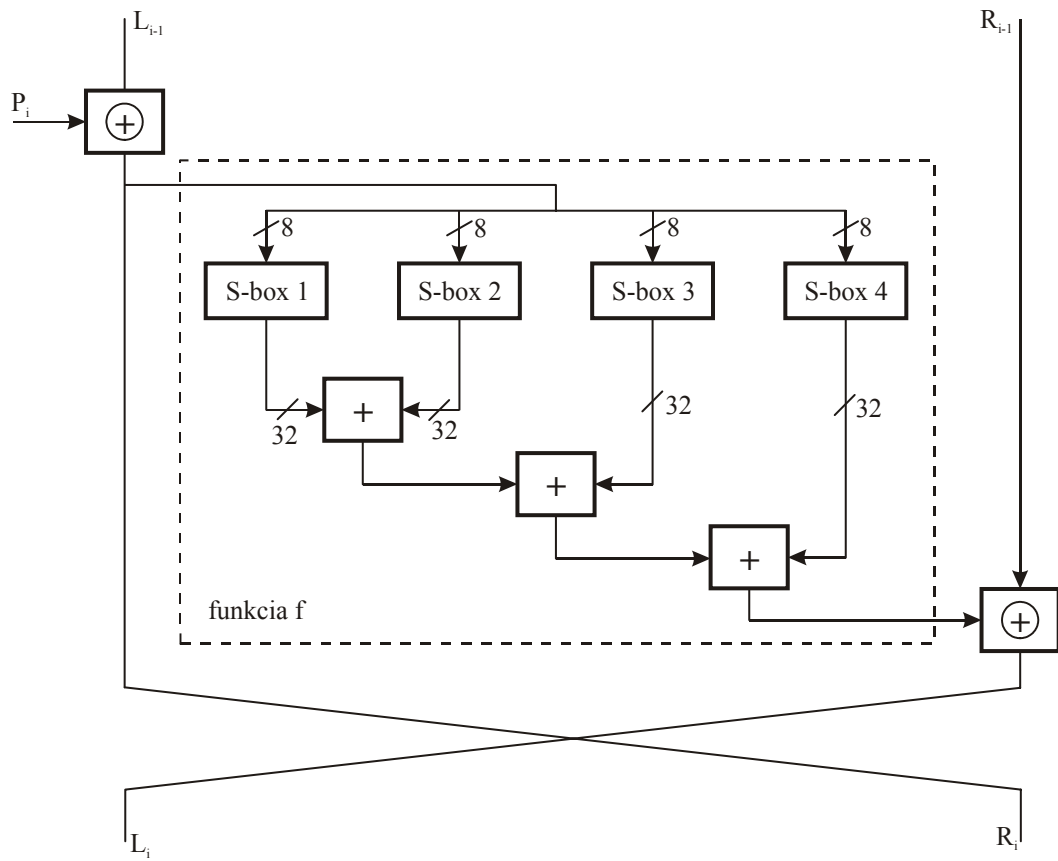 L_{i-1} R_{i-1}
P_i
+
8 8 8 8
S-box 1 S-box 2 S-box 3 S-box 4
+ 32 32
32 32
+
+
funkcia f
+
L_i R_i